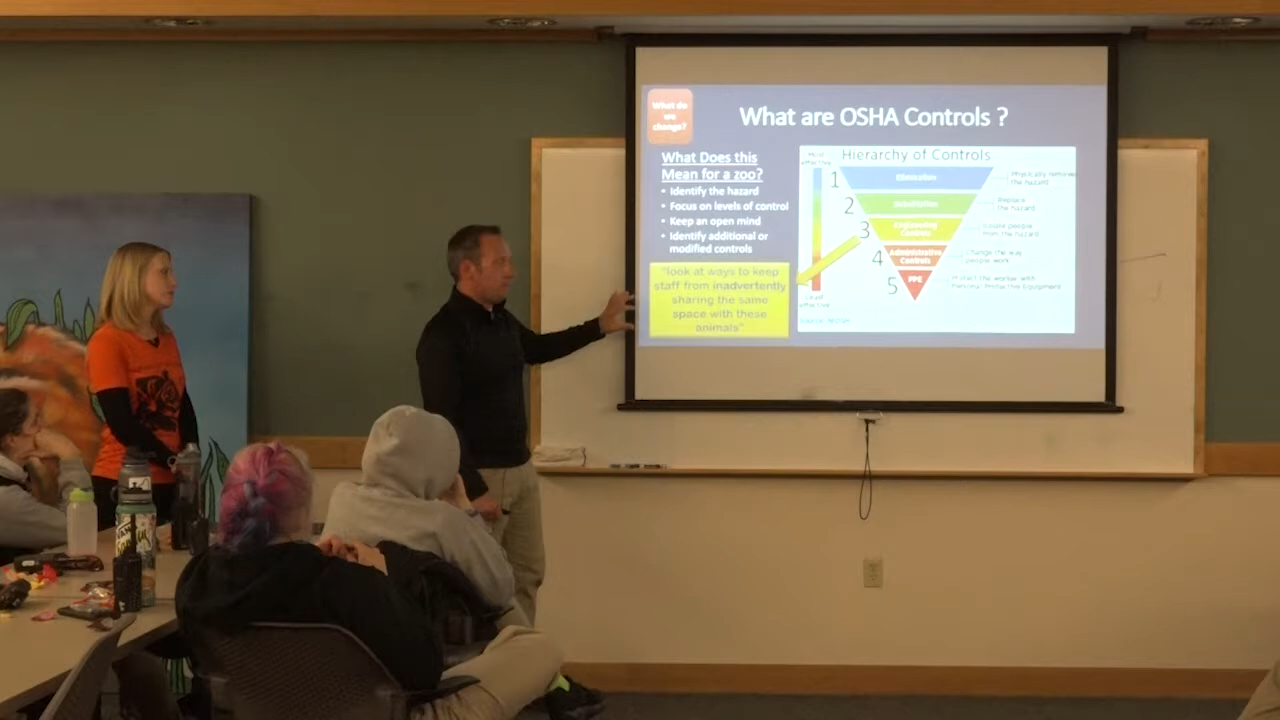 What do
we
change?
What are OSHA Controls ?
What Does this
Mean for a zoo?
• Identify the hazard
• Focus on levels of control
• Keep an open mind
• Identify additional or
modified controls
"look at ways to keep
staff from inadvertently
sharing the same
space with these
animals"
Hierarchy of Controls
Most
effective
1
Elimination
Physically remove
the hazard
2
Substitution
Replace
the hazard
3
Engineering
Controls
Isolate people
from the hazard
4
Administrative
Controls
Change the way
people work
5
PPE
Protect the worker with
Personal Protective Equipment
Least
effective